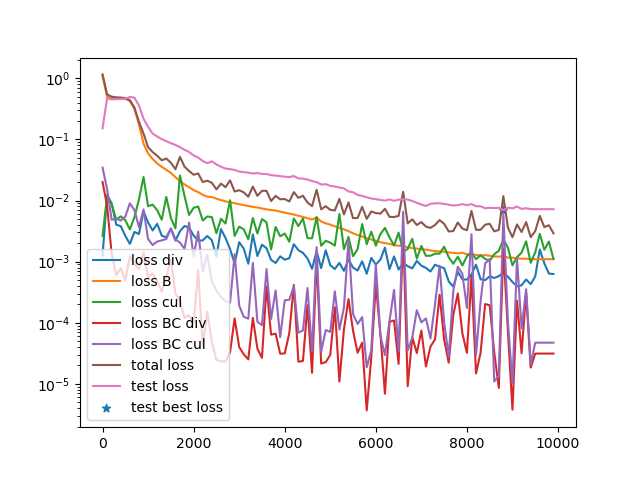 10⁰
10⁻¹
10⁻²
10⁻³
10⁻⁴
10⁻⁵
loss div
loss B
loss cul
loss BC div
loss BC cul
total loss
test loss
test best loss
0 2000 4000 6000 8000 10000